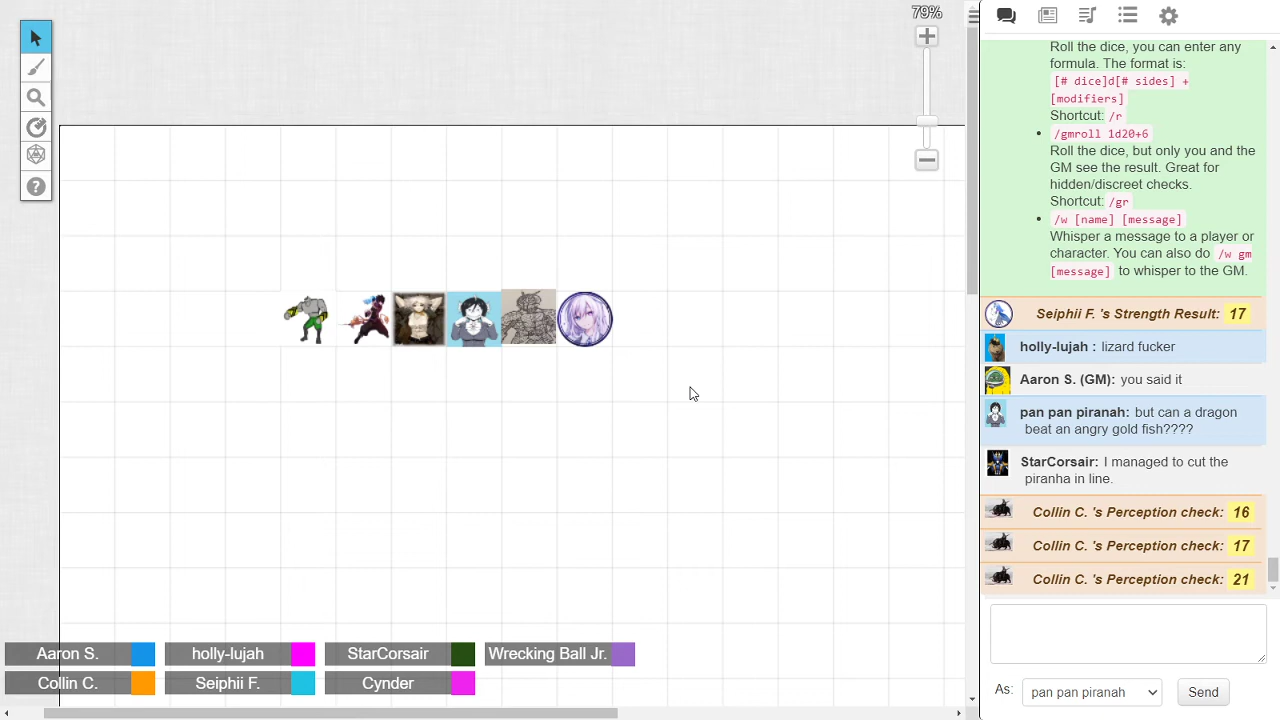 79%
Roll the dice, you can enter any
formula. The format is:
[# dice]d[# sides] +
[modifiers]
Shortcut: /r
/gmroll 1d20+6
Roll the dice, but only you and the
GM see the result. Great for
hidden/discreet checks.
Shortcut: /gr
/w [name] [message]
Whisper a message to a player or
character. You can also do /w gm
[message] to whisper to the GM.
Seiphii F. 's Strength Result: 17
holly-lujah : lizard fucker
Aaron S. (GM): you said it
pan pan piranah: but can a dragon
beat an angry gold fish????
StarCorsair: I managed to cut the
piranha in line.
Collin C. 's Perception check: 16
Collin C. 's Perception check: 17
Collin C. 's Perception check: 21
Aaron S. holly-lujah StarCorsair Wrecking Ball Jr.
Collin C. Seiphii F. Cynder
As: pan pan piranah Send